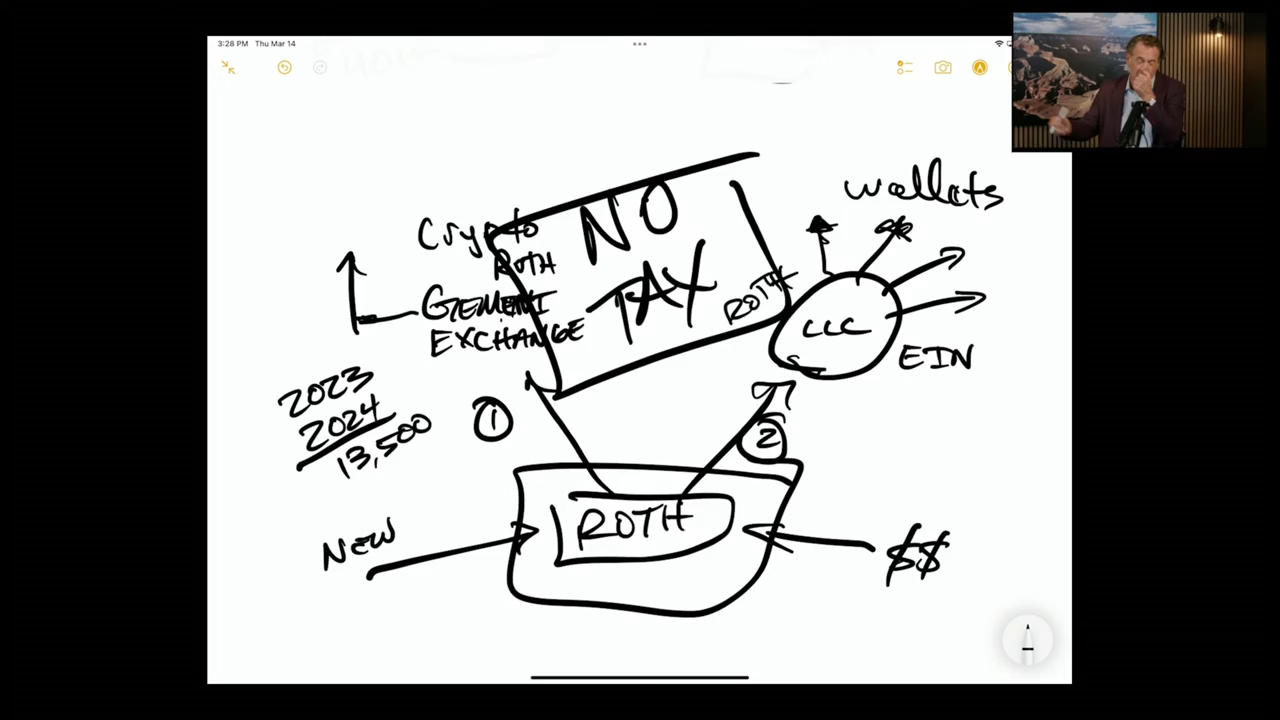 3:28 PM Thu Mar 14
wallets
Crypto
ROTH
NO
TAX
ROTH
GEMENI
EXCHANGE
LLC
EIN
2023
2024
13,500
1
2
NEW
ROTH
$$